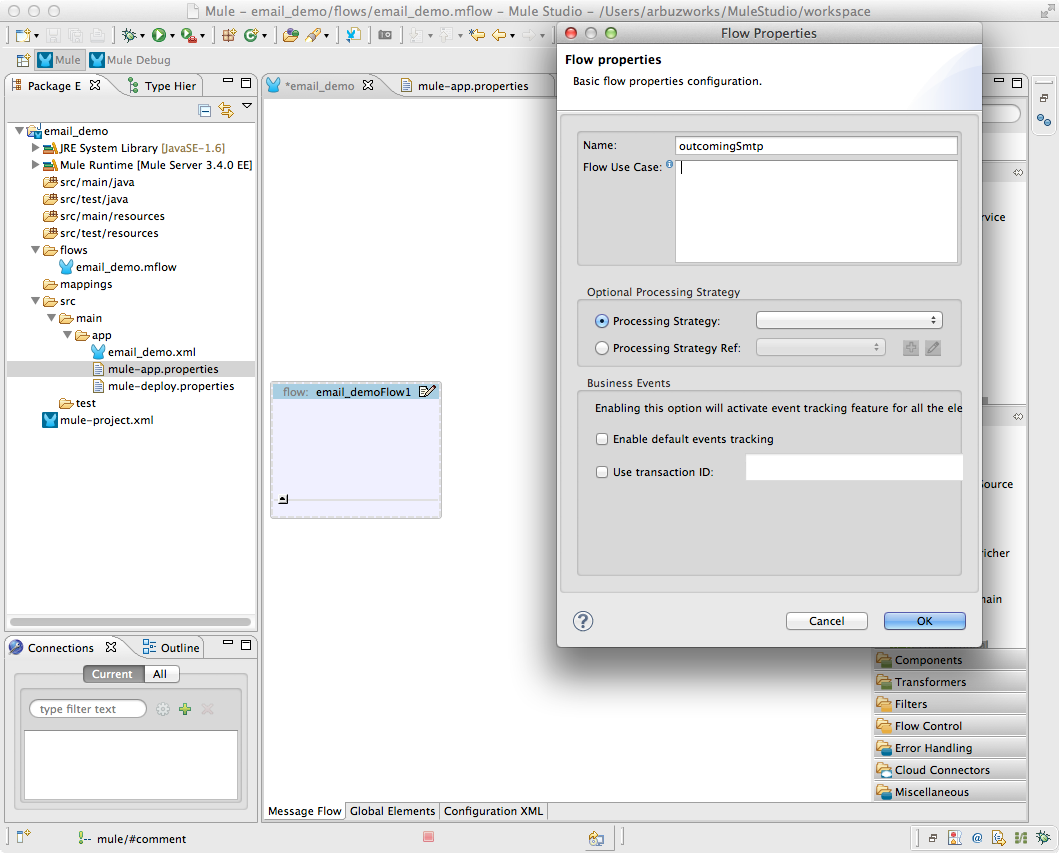 Mule – email_demo/flows/email_demo.mflow – Mule Studio – /Users/arbuzworks/MuleStudio/workspace
Mule
Mule Debug
Package E
Type Hier
email_demo
JRE System Library [JavaSE-1.6]
Mule Runtime [Mule Server 3.4.0 EE]
src/main/java
src/test/java
src/main/resources
src/test/resources
flows
email_demo.mflow
mappings
src
main
app
email_demo.xml
mule-app.properties
mule-deploy.properties
test
mule-project.xml
Connections
Outline
Current
All
type filter text
*email_demo
mule-app.properties
flow: email_demoFlow1
Message Flow
Global Elements
Configuration XML
Flow Properties
Flow properties
Basic flow properties configuration.
Name:
outcomingSmtp
Flow Use Case:
Optional Processing Strategy
Processing Strategy:
Processing Strategy Ref:
Business Events
Enabling this option will activate event tracking feature for all the ele
Enable default events tracking
Use transaction ID:
?
Cancel
OK
rvice
Source
richer
nain
Components
Transformers
Filters
Flow Control
Error Handling
Cloud Connectors
Miscellaneous
mule/#comment